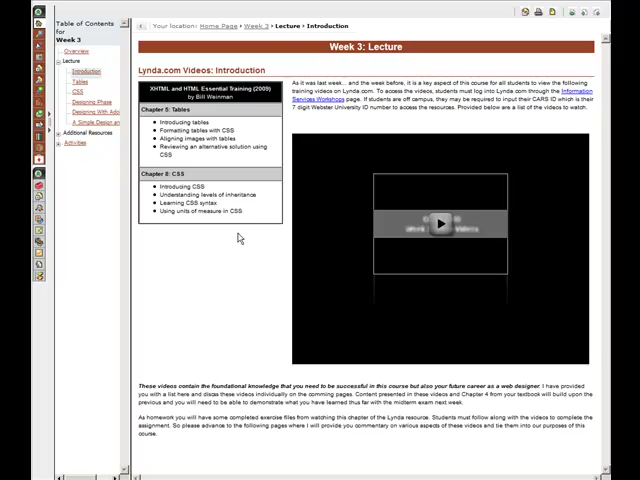 Table of Contents
for
Week 3
Overview
Lecture
Introduction
Tables
CSS
Designing Phase
Designing With Ado
A Simple Design an
Additional Resources
Activities
Your location: Home Page › Week 3 › Lecture › Introduction
Week 3: Lecture
Lynda.com Videos: Introduction
XHTML and HTML Essential Training (2009)
by Bill Weinman
Chapter 5: Tables
Introducing tables
Formatting tables with CSS
Aligning images with tables
Reviewing an alternative solution using
CSS
Chapter 8: CSS
Introducing CSS
Understanding levels of inheritance
Learning CSS syntax
Using units of measure in CSS
As it was last week... and the week before, it is a key aspect of this course for all students to view the following
training videos on Lynda.com. To access the videos, students must log into Lynda.com through the Information
Services Workshops page. If students are off campus, they may be required to input their CARS ID which is their
7 digit Webster University ID number to access the resources. Provided below are a list of the videos to watch.
These videos contain the foundational knowledge that you need to be successful in this course but also your future career as a web designer. I have provided
you with a list here and discuss these videos individually on the comming pages. Content presented in these videos and Chapter 4 from your textbook will build upon the
previous and you will need to be able to demonstrate what you have learned thus far with the midterm exam next week.
As homework you will have some completed exercise files from watching this chapter of the Lynda resource. Students must follow along with the videos to complete the
assignment. So please advance to the following pages where I will provide you commentary on various aspects of these videos and tie them into our purposes of this
course.